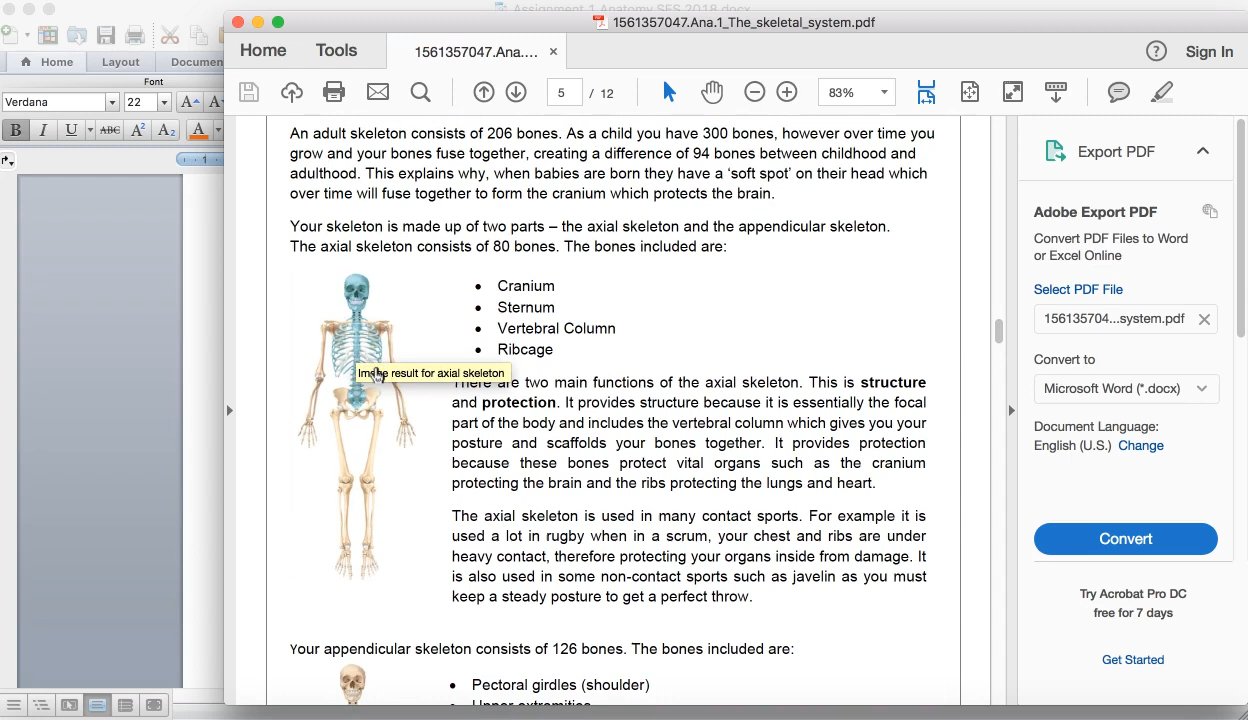 Assignment 1 Anatomy SES 2018.docx
1561357047.Ana.1_The_skeletal_system.pdf
Home
Tools
1561357047.Ana.... ×
Sign In
5 / 12
83%
Home
Layout
Documen
Font
Verdana
22
B I U ABC A2 A2 A
1
An adult skeleton consists of 206 bones. As a child you have 300 bones, however over time you
grow and your bones fuse together, creating a difference of 94 bones between childhood and
adulthood. This explains why, when babies are born they have a ‘soft spot’ on their head which
over time will fuse together to form the cranium which protects the brain.
Your skeleton is made up of two parts – the axial skeleton and the appendicular skeleton.
The axial skeleton consists of 80 bones. The bones included are:
• Cranium
• Sternum
• Vertebral Column
• Ribcage
Image result for axial skeleton
There are two main functions of the axial skeleton. This is structure
and protection. It provides structure because it is essentially the focal
part of the body and includes the vertebral column which gives you your
posture and scaffolds your bones together. It provides protection
because these bones protect vital organs such as the cranium
protecting the brain and the ribs protecting the lungs and heart.
The axial skeleton is used in many contact sports. For example it is
used a lot in rugby when in a scrum, your chest and ribs are under
heavy contact, therefore protecting your organs inside from damage. It
is also used in some non-contact sports such as javelin as you must
keep a steady posture to get a perfect throw.
Your appendicular skeleton consists of 126 bones. The bones included are:
• Pectoral girdles (shoulder)
Upper extremities
Export PDF
Adobe Export PDF
Convert PDF Files to Word
or Excel Online
Select PDF File
156135704...system.pdf
Convert to
Microsoft Word (*.docx)
Document Language:
English (U.S.) Change
Convert
Try Acrobat Pro DC
free for 7 days
Get Started